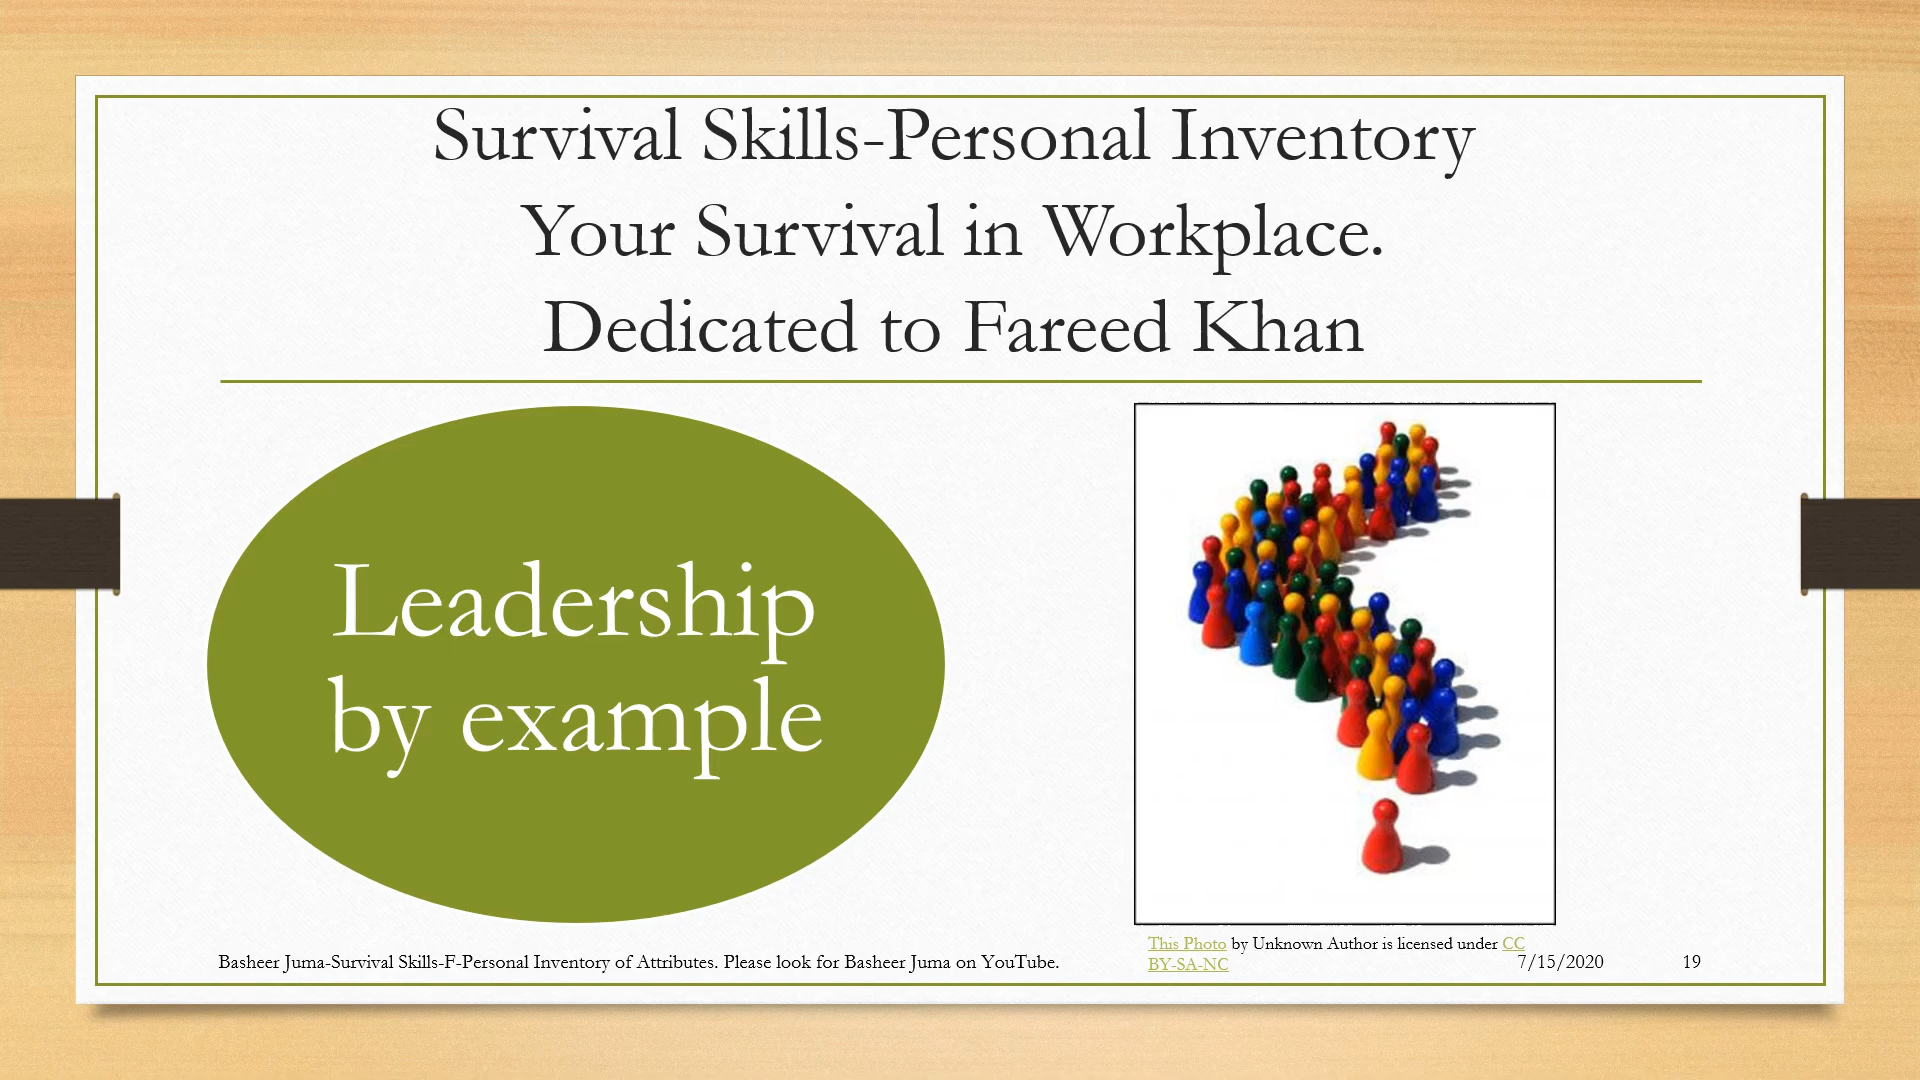 Survival Skills-Personal Inventory
Your Survival in Workplace.
Dedicated to Fareed Khan
Leadership
by example
This Photo by Unknown Author is licensed under CC
BY-SA-NC
Basheer Juma-Survival Skills-F-Personal Inventory of Attributes. Please look for Basheer Juma on YouTube.
7/15/2020
19